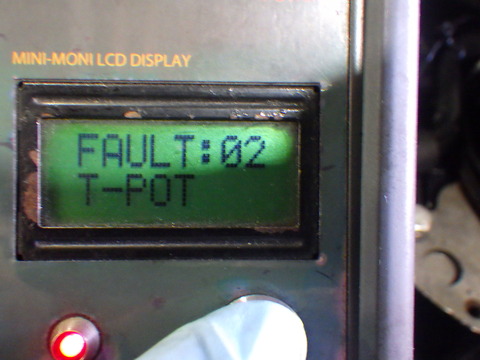 MINI-MONI LCD DISPLAY
FAULT:02
T-POT